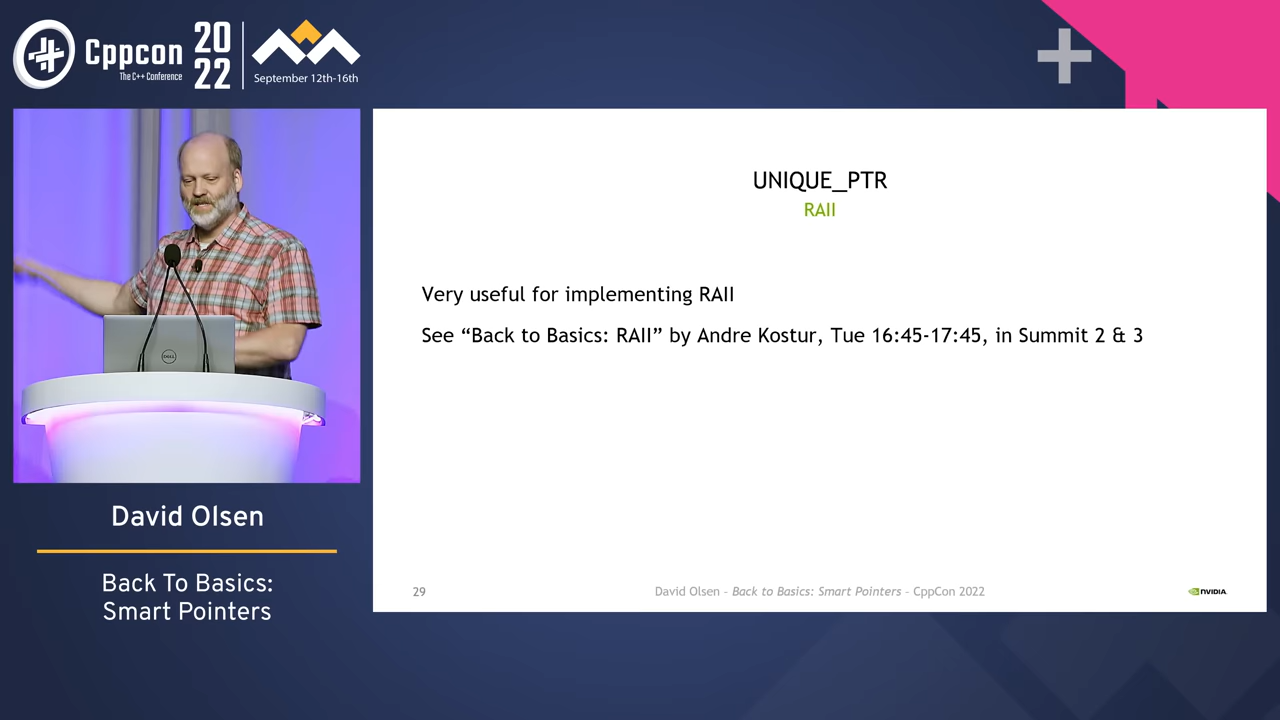 Cppcon
The C++ Conference
20
22
September 12th-16th
UNIQUE_PTR
RAII
Very useful for implementing RAII
See “Back to Basics: RAII” by Andre Kostur, Tue 16:45-17:45, in Summit 2 & 3
29
David Olsen – Back to Basics: Smart Pointers – CppCon 2022
NVIDIA
DELL
David Olsen
Back To Basics:
Smart Pointers